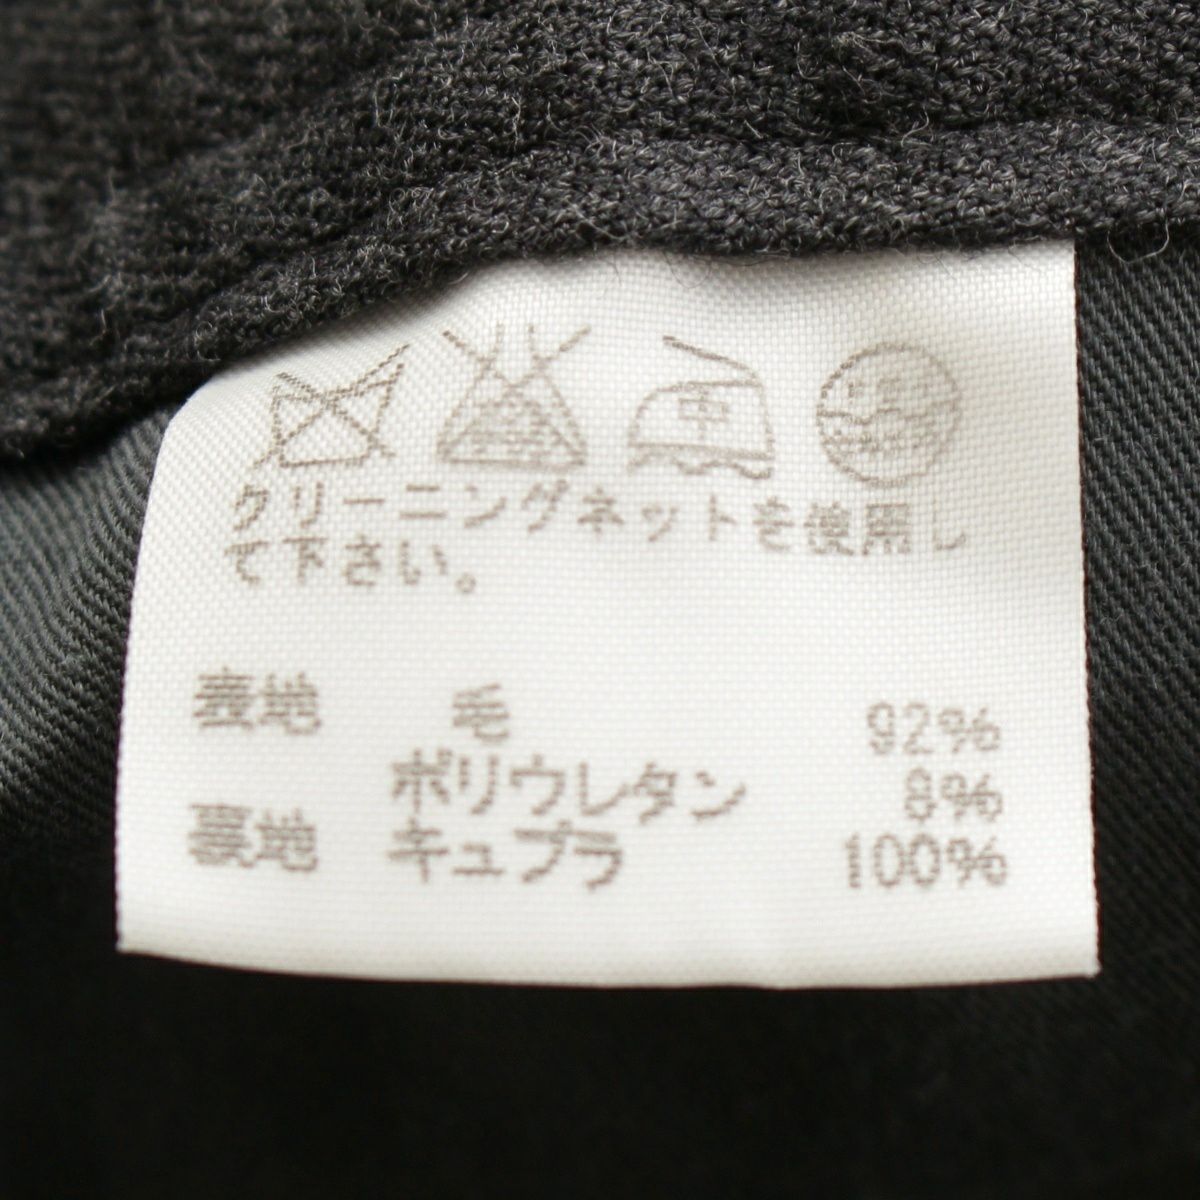 中
クリーニングネットを使用し
て下さい。
表地 毛 92%
ポリウレタン 8%
裏地 キュプラ 100%